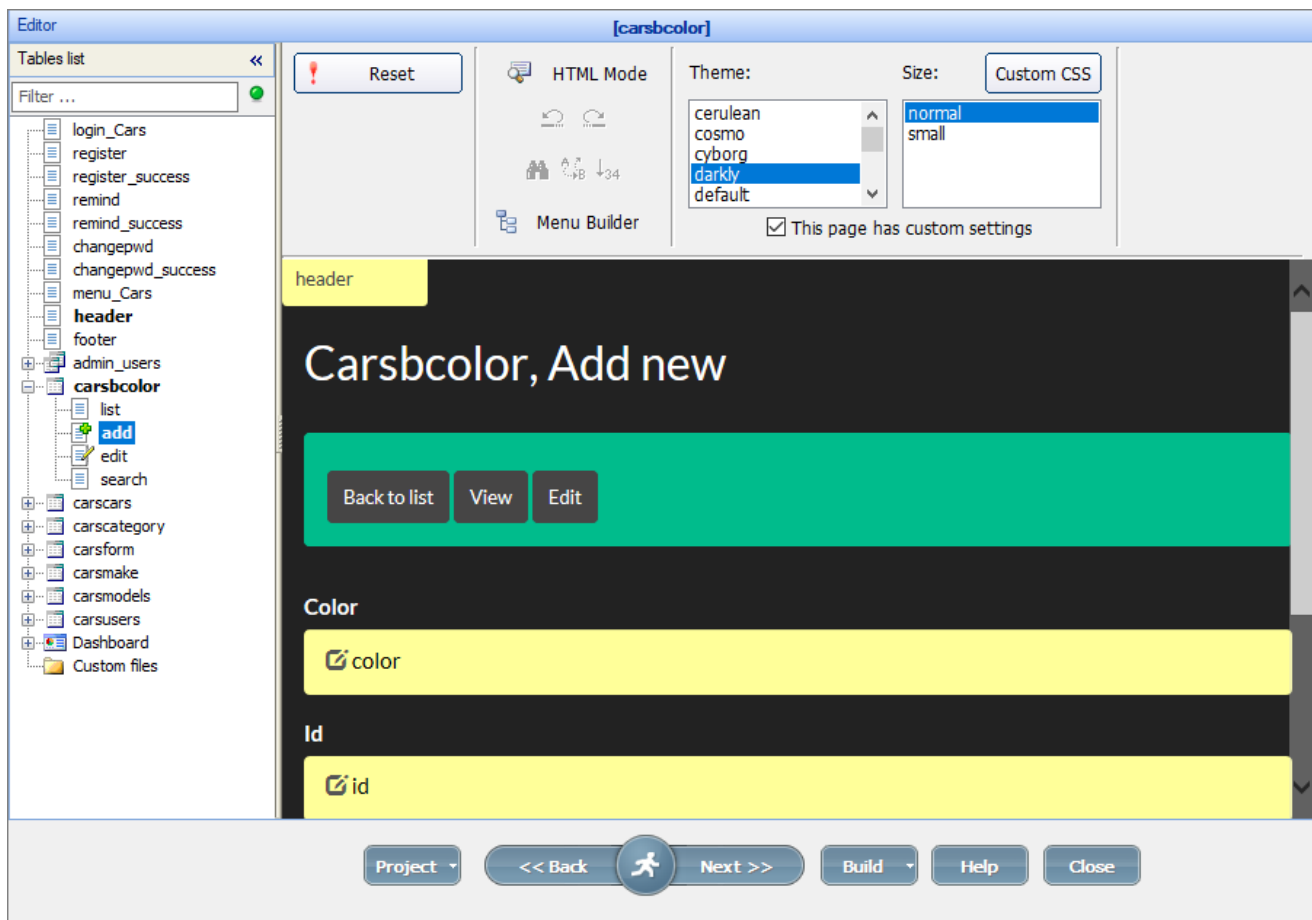 Editor
[carsbcolor]
Tables list «
Filter ...
login_Cars
register
register_success
remind
remind_success
changepwd
changepwd_success
menu_Cars
header
footer
admin_users
carsbcolor
list
add
edit
search
carscars
carscategory
carsform
carsmake
carsmodels
carsusers
Dashboard
Custom files
Reset
HTML Mode
Menu Builder
Theme:
cerulean
cosmo
cyborg
darkly
default
Size:
Custom CSS
normal
small
This page has custom settings
header
Carsbcolor, Add new
Back to list View Edit
Color
color
Id
id
Project << Back Next >> Build Help Close